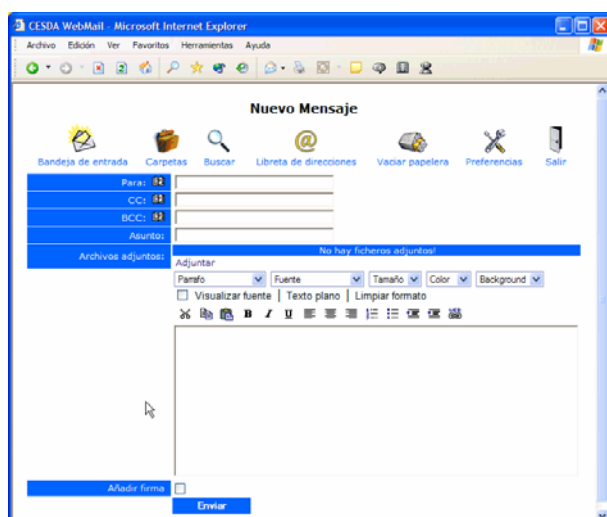 CESDA WebMail - Microsoft Internet Explorer
Archivo Edición Ver Favoritos Herramientas Ayuda
Nuevo Mensaje
Bandeja de entrada Carpetas Buscar Libreta de direcciones Vaciar papelera Preferencias Salir
Para:
CC:
BCC:
Asunto:
Archivos adjuntos: No hay ficheros adjuntos!
Adjuntar
Parrafo Fuente Tamaño Color Background
Visualizar fuente | Texto plano | Limpiar formato
B I U
Añadir firma
Enviar